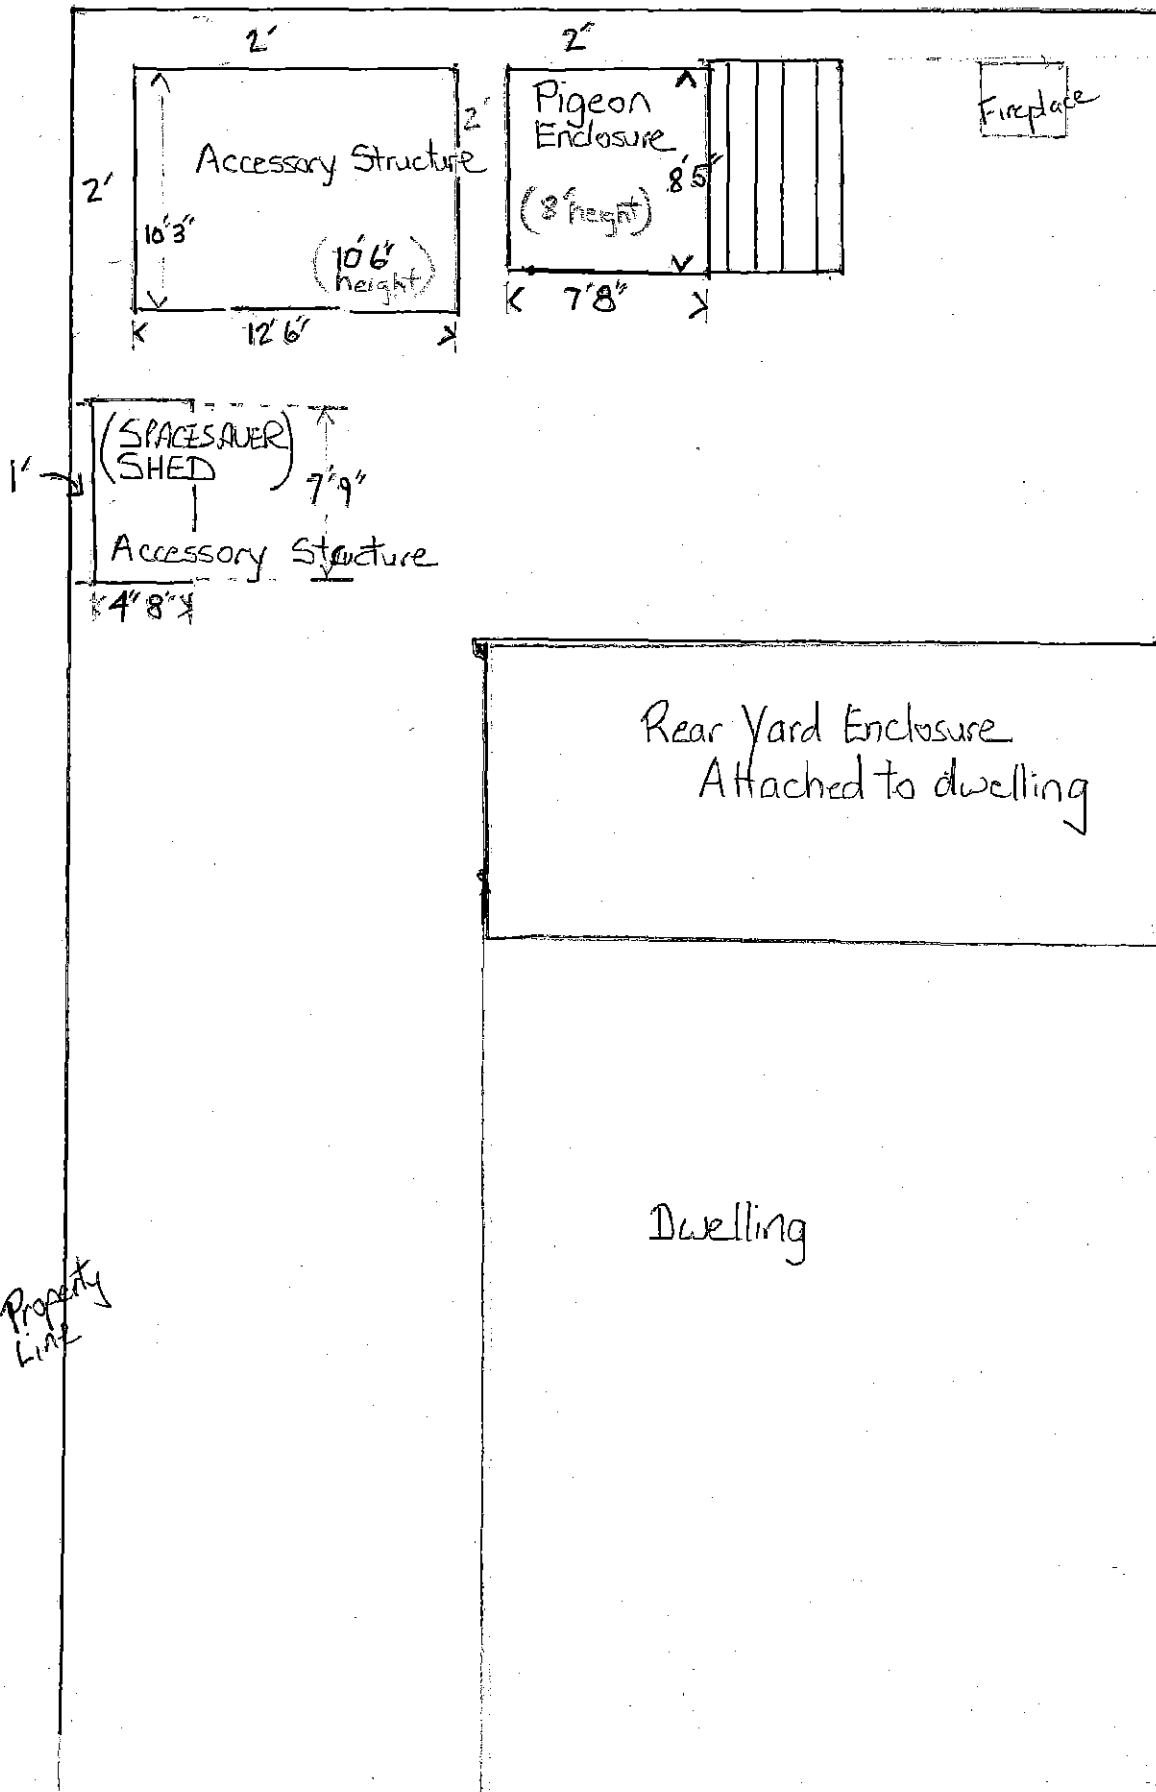 2'
2'
Pigeon
Enclosure
(8' height)
8'5"
7'8"
Fireplace
2'
2'
Accessory Structure
10'3"
(10'6"
height)
12'6"
(SPACESAVER)
SHED
1'
7'9"
Accessory Structure
4" 8"
Rear Yard Enclosure
Attached to dwelling
Dwelling
Property
Line